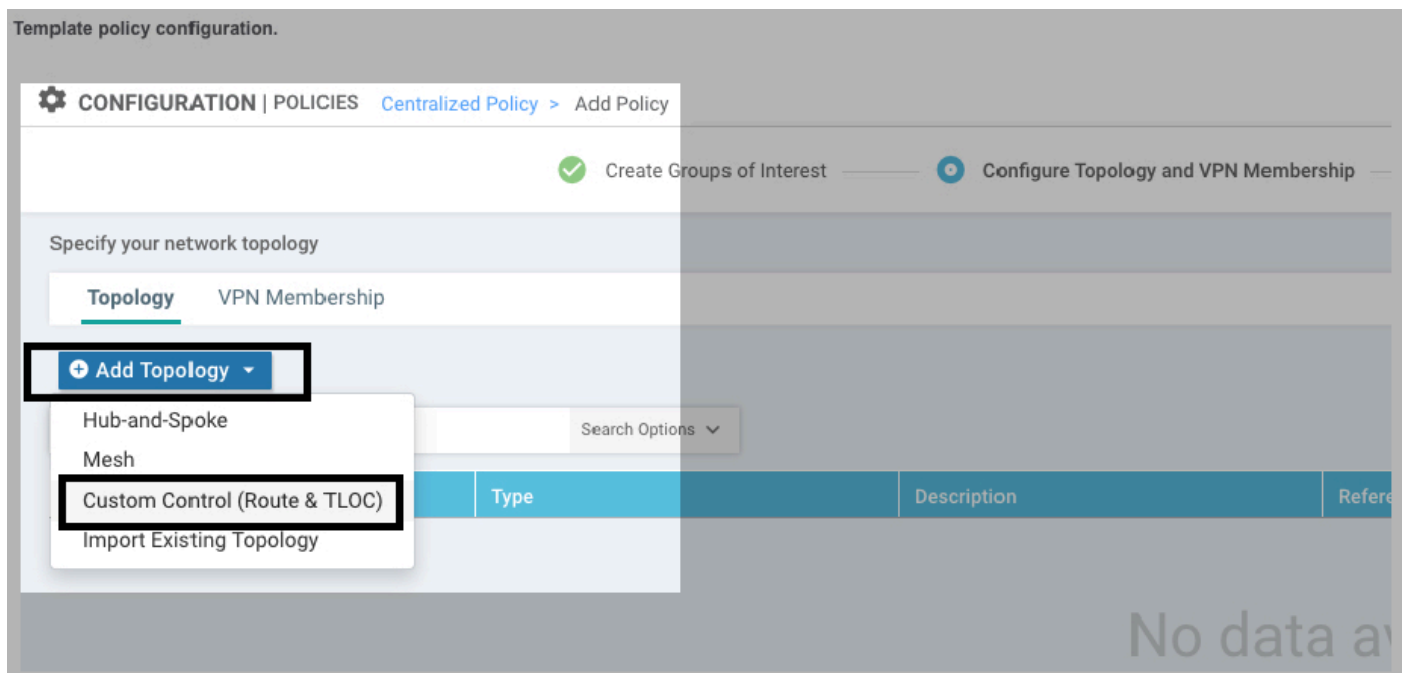 Template policy configuration.
CONFIGURATION | POLICIES Centralized Policy > Add Policy
Create Groups of Interest Configure Topology and VPN Membership
Specify your network topology
Topology VPN Membership
Add Topology
Hub-and-Spoke
Search Options
Mesh
Custom Control (Route & TLOC)
Type Description Refere
Import Existing Topology
No data av